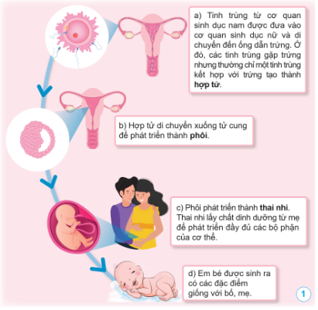 a) Tinh trùng từ cơ quan
sinh dục nam được đưa vào
cơ quan sinh dục nữ và di
chuyển đến ống dẫn trứng. Ở
đó, các tinh trùng gặp trứng
nhưng thường chỉ một tinh trùng
kết hợp với trứng tạo thành
hợp tử.
b) Hợp tử di chuyển xuống tử cung
để phát triển thành phôi.
c) Phôi phát triển thành thai nhi.
Thai nhi lấy chất dinh dưỡng từ mẹ
để phát triển đầy đủ các bộ phận
của cơ thể.
d) Em bé được sinh ra
có các đặc điểm
giống với bố, mẹ.
1